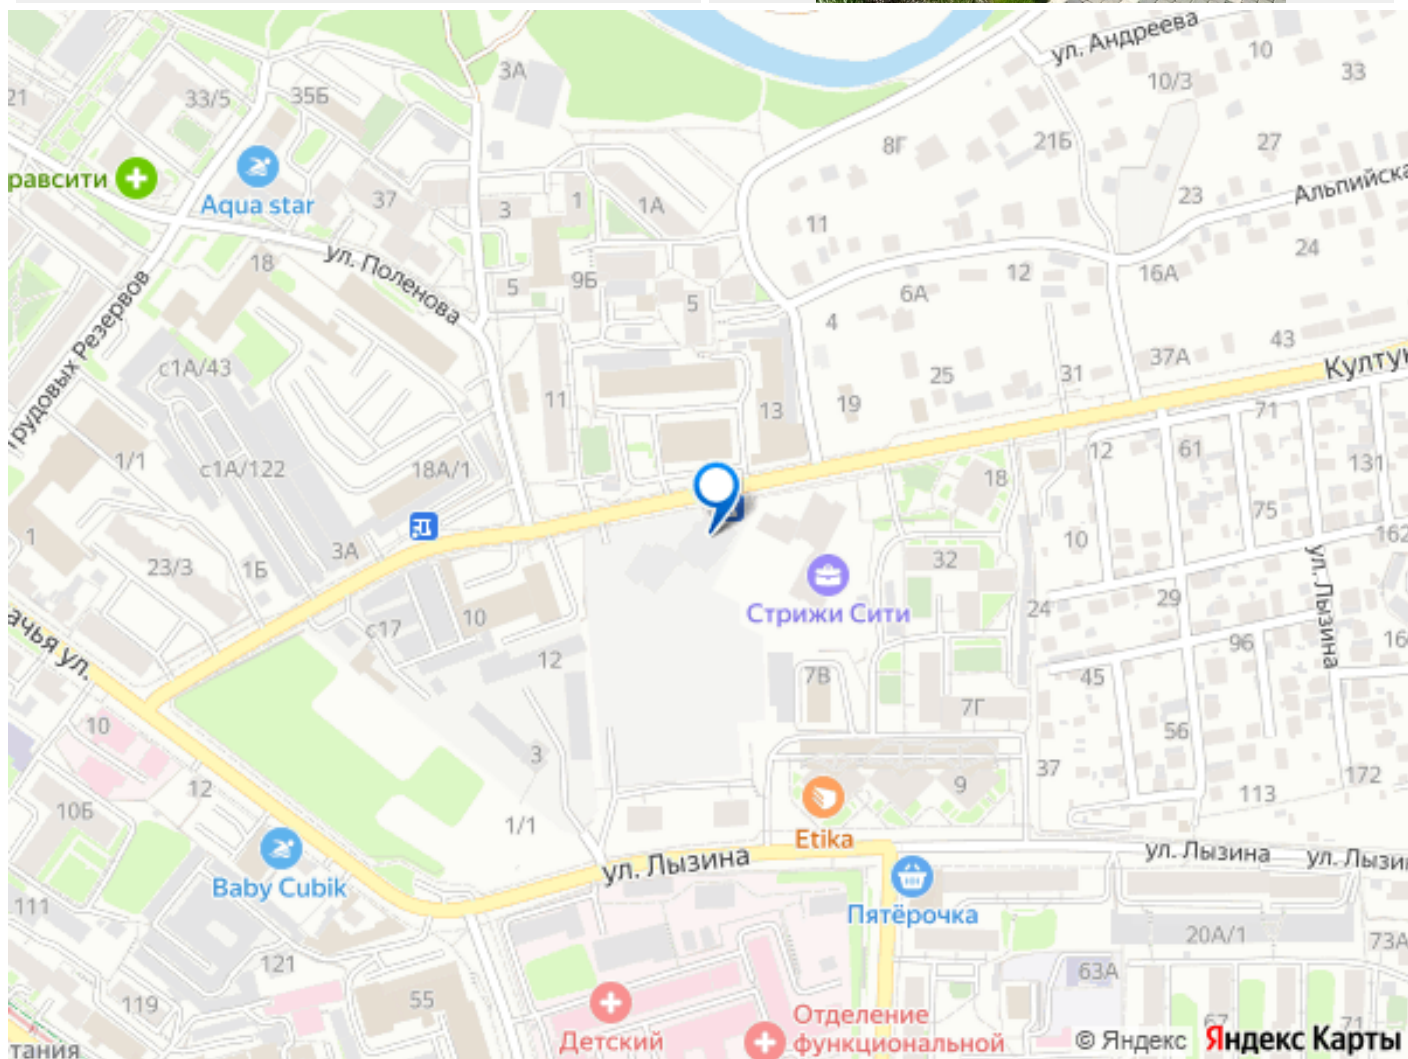 ул. Андреева
10
33
10/3
3А
21
33/5
35Б
8Г
21Б
27
равсити
Aqua star
37
3
1
1А
11
23
Альпийска
24
ул. Поленова
18
5
9Б
5
12
16А
6А
4
43
37А
Култу
Трудовых Резервов
с1А/43
25
31
11
13
19
71
1/1
с1А/122
18А/1
12
61
131
18
75
162
1
3А
10
23/3
1Б
32
Стрижи Сити
24
29
ул. Лызина
ачья ул.
с17
10
96
16
12
7В
45
7Г
56
10
3
37
9
172
12
113
10Б
1/1
Etika
ул. Лызина
ул. Лызина
ул. Лызи
Baby Cubik
Пятёрочка
111
20А/1
73А
121
63А
119
55
Отделение
функциональной
67
71
Детский
тания
© Яндекс
Яндекс Карты